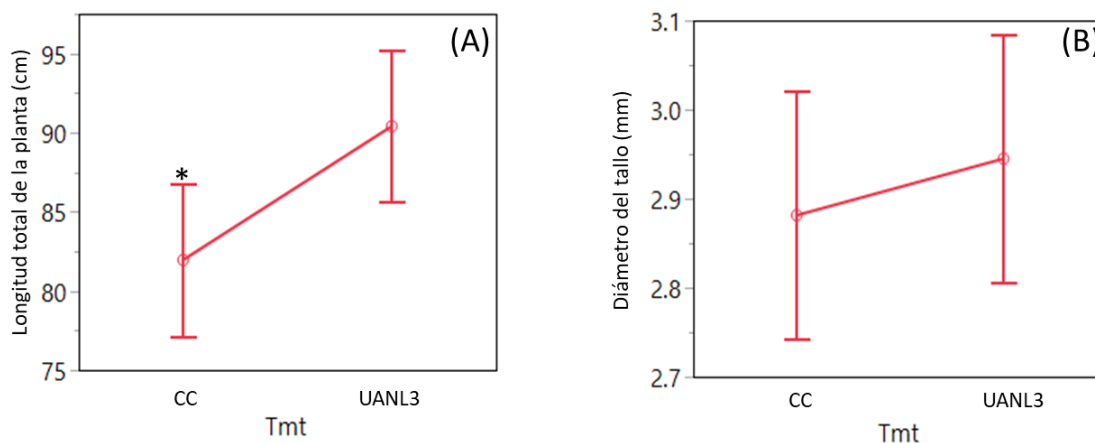 (A)
Longitud total de la planta (cm)
95
90
85
80
75
*
CC
UANL3
Tmt
(B)
Diámetro del tallo (mm)
3.1
3.0
2.9
2.8
2.7
CC
UANL3
Tmt